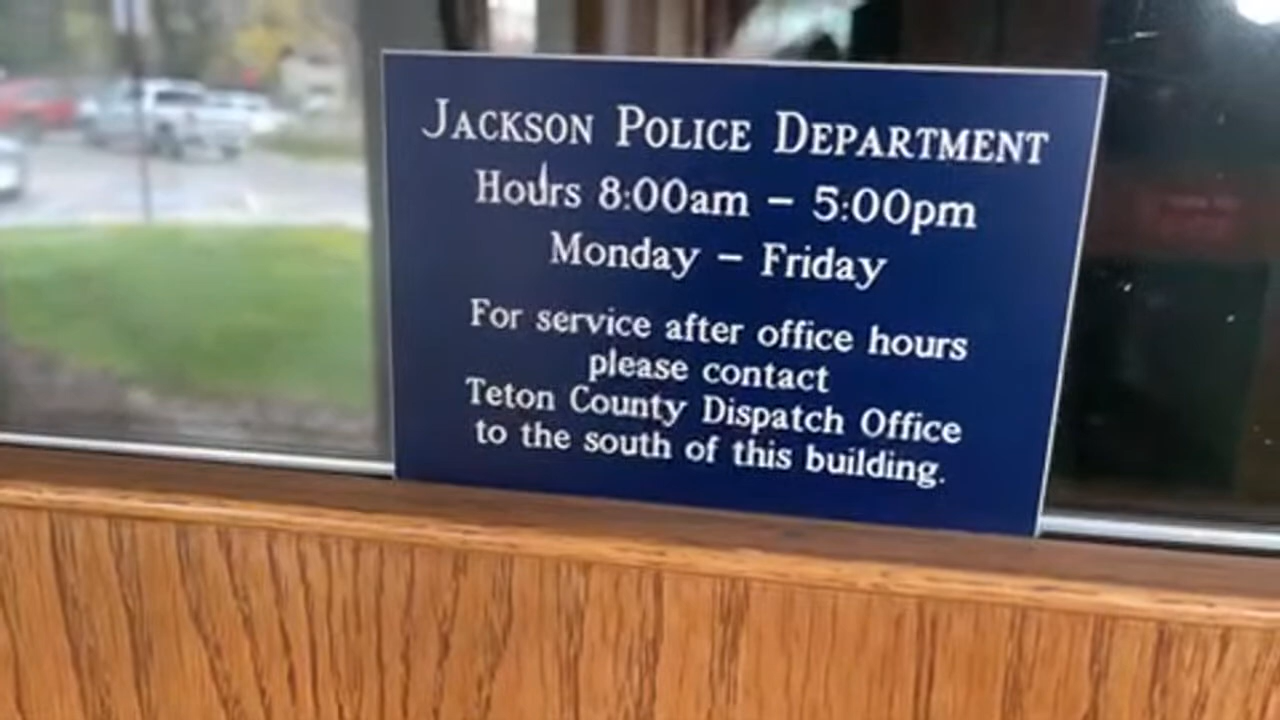 JACKSON POLICE DEPARTMENT
Hours 8:00am – 5:00pm
Monday – Friday
For service after office hours
please contact
Teton County Dispatch Office
to the south of this building.